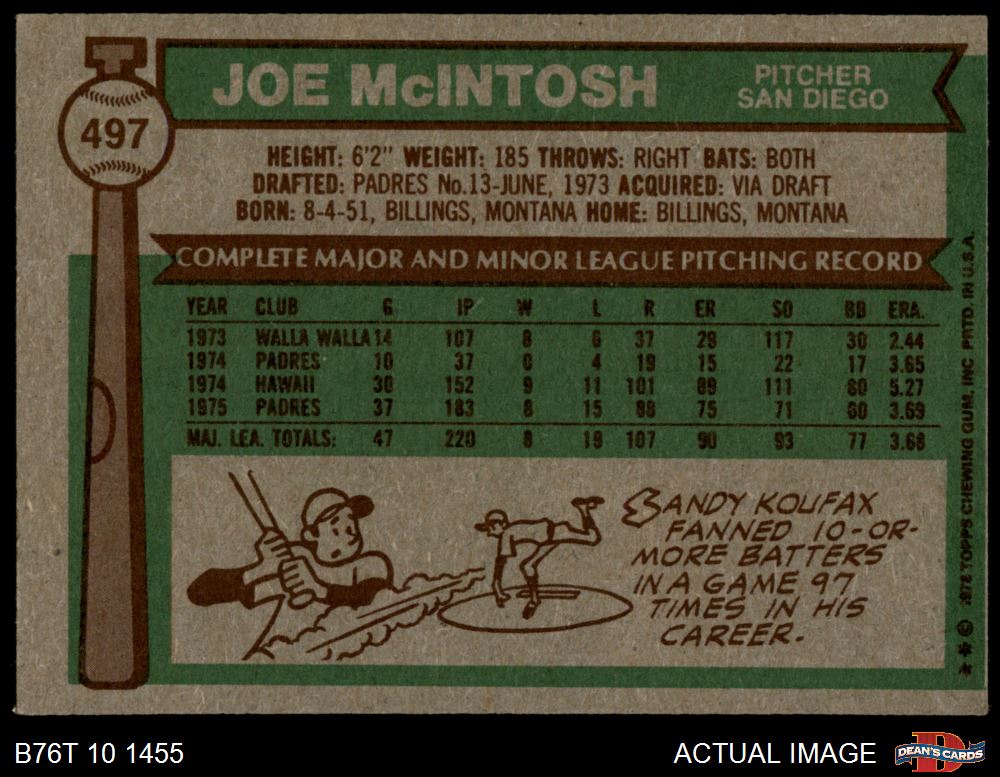 497
JOE McINTOSH
PITCHER
SAN DIEGO
HEIGHT: 6'2" WEIGHT: 185 THROWS: RIGHT BATS: BOTH
DRAFTED: PADRES No.13-JUNE, 1973 ACQUIRED: VIA DRAFT
BORN: 8-4-51, BILLINGS, MONTANA HOME: BILLINGS, MONTANA
COMPLETE MAJOR AND MINOR LEAGUE PITCHING RECORD
YEAR CLUB G IP W L R ER SO BB ERA.
1973 WALLA WALLA 14 107 8 6 37 29 117 30 2.44
1974 PADRES 10 37 0 4 19 15 22 17 3.65
1974 HAWAII 30 152 9 11 101 89 111 80 5.27
1975 PADRES 37 183 8 15 88 75 71 60 3.69
MAJ. LEA. TOTALS: 47 220 8 19 107 90 93 77 3.68
SANDY KOUFAX
FANNED 10-OR-
MORE BATTERS
IN A GAME 97
TIMES IN HIS
CAREER.
** © 1976 TOPPS CHEWING GUM, INC PRTD. IN U.S.A.
B76T 10 1455
ACTUAL IMAGE
D
DEAN'S CARDS